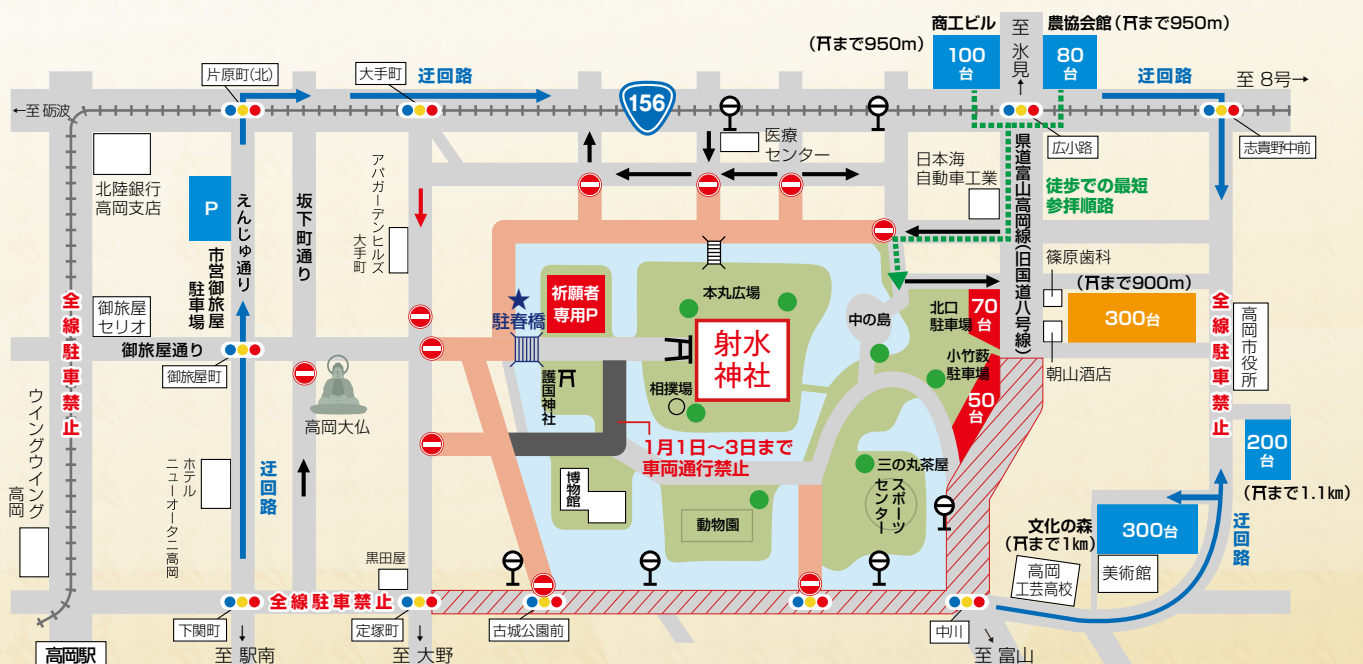 商工ビル
(⛩まで950m)
100
台
至
氷
見
農協会館(⛩まで950m)
80
台
迂回路
至 8号→
片原町(北)
大手町
迂回路
156
←至 砺波
医療
センター
広小路
志貴野中前
北陸銀行
高岡支店
P
市営御旅屋
駐車場
えんじゅ通り
坂下町通り
アパガーデンヒルズ
大手町
日本海
自動車工業
県道富山高岡線(旧国道八号線)
徒歩での最短
参拝順路
篠原歯科
(⛩まで900m)
300台
朝山酒店
全線駐車禁止
高岡市役所
全線駐車禁止
御旅屋
セリオ
御旅屋通り
御旅屋町
高岡大仏
駐春橋
祈願者
専用P
本丸広場
射水
神社
中の島
北口
駐車場
70
台
小竹薮
駐車場
50
台
護国神社
相撲場
1月1日〜3日まで
車両通行禁止
博物館
動物園
三の丸茶屋
スポーツ
センター
200
台
(⛩まで1.1km)
文化の森
(⛩まで1km)
300台
美術館
高岡
工芸高校
迂回路
ウイングウイング
高岡
ホテル
ニューオータニ高岡
迂回路
黒田屋
全線駐車禁止
下関町
定塚町
古城公園前
中川
高岡駅
至 駅南
至 大野
至 富山